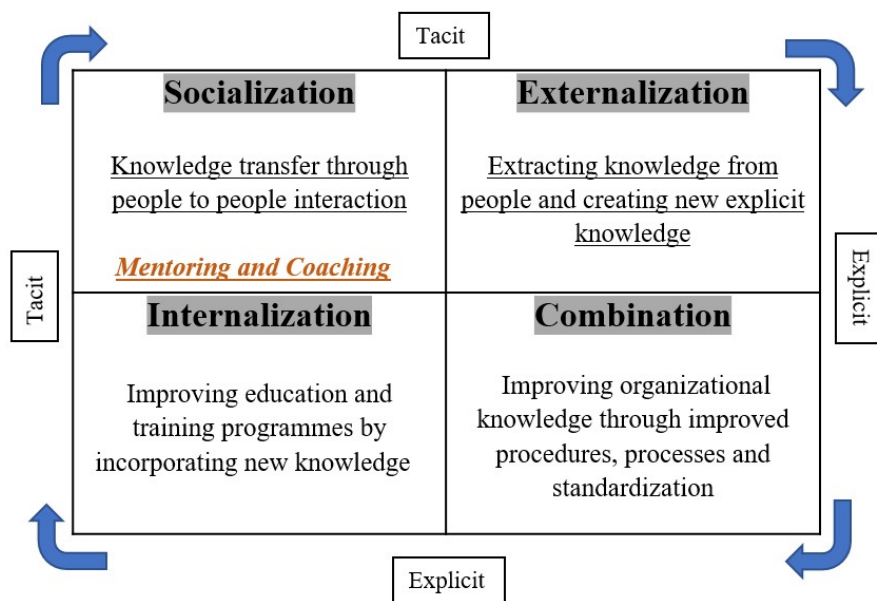 Tacit
Socialization
Knowledge transfer through
people to people interaction
Mentoring and Coaching
Externalization
Extracting knowledge from
people and creating new explicit
knowledge
Tacit
Explicit
Internalization
Improving education and
training programmes by
incorporating new knowledge
Combination
Improving organizational
knowledge through improved
procedures, processes and
standardization
Explicit